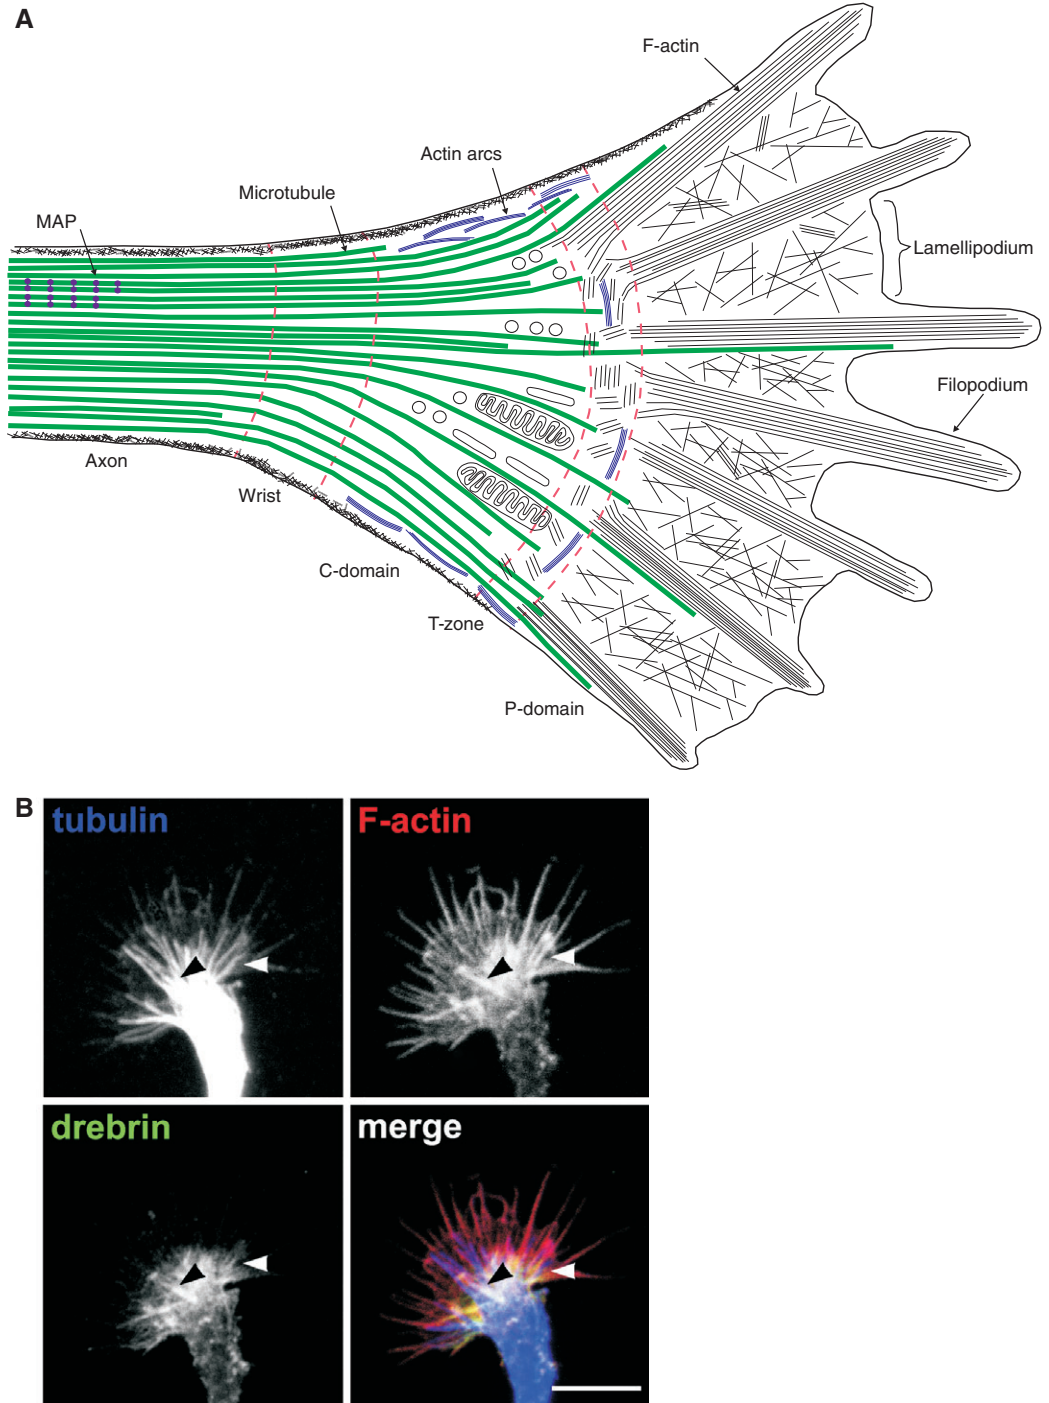 A
F-actin
Actin arcs
Microtubule
MAP
Lamellipodium
Filopodium
Axon
Wrist
C-domain
T-zone
P-domain
B
tubulin
F-actin
drebrin
merge